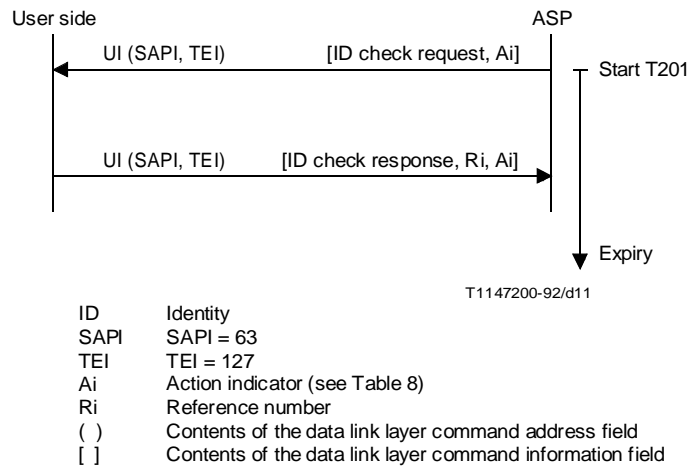 User side ASP
UI (SAPI, TEI) [ID check request, Ai]
Start T201
UI (SAPI, TEI) [ID check response, Ri, Ai]
Expiry
T1147200-92/d11
ID Identity
SAPI SAPI = 63
TEI TEI = 127
Ai Action indicator (see Table 8)
Ri Reference number
( ) Contents of the data link layer command address field
[ ] Contents of the data link layer command information field